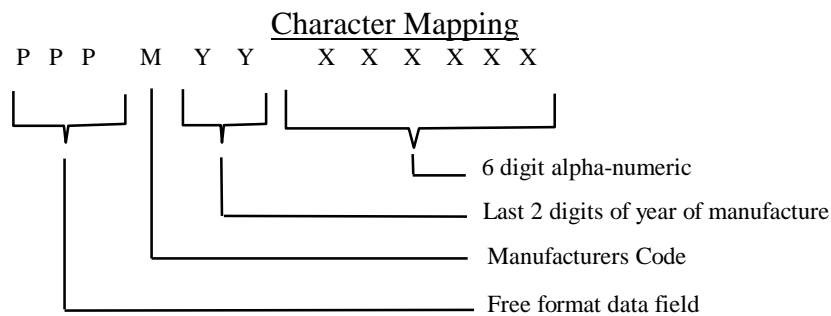 Character Mapping
P P P M Y Y X X X X X X
6 digit alpha-numeric
Last 2 digits of year of manufacture
Manufacturers Code
Free format data field